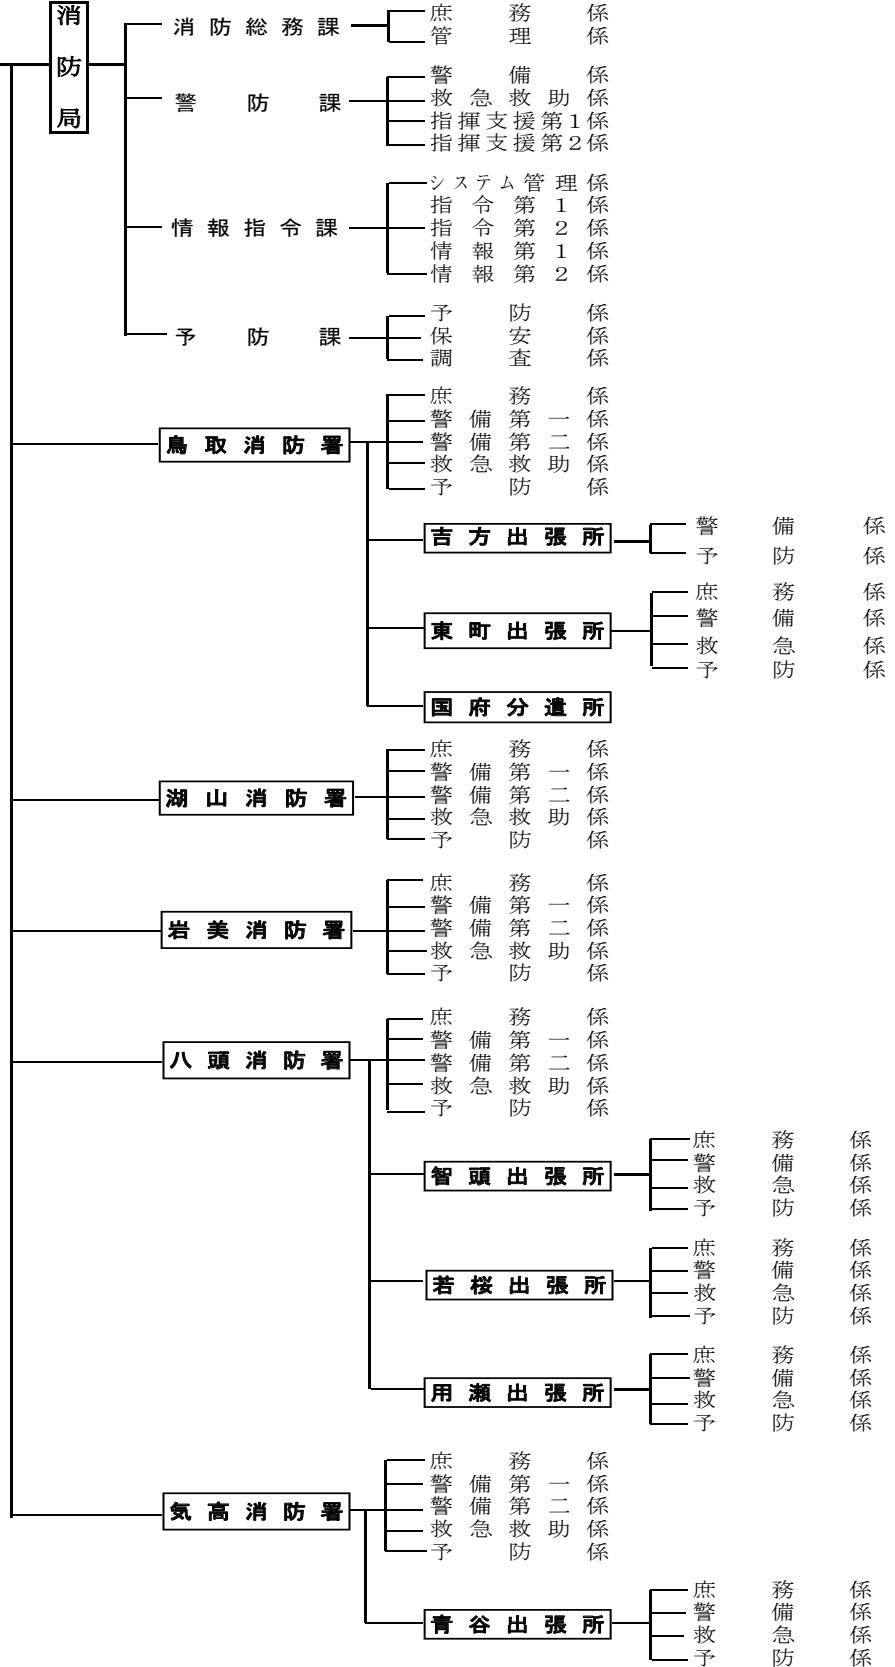 消防局
消防総務課
庶務係
管理係
警防課
警備係
救急救助係
指揮支援第1係
指揮支援第2係
情報指令課
システム管理係
指令第1係
指令第2係
情報第1係
情報第2係
予防課
予防係
保安係
調査係
鳥取消防署
庶務係
警備第一係
警備第二係
救急救助係
予防係
吉方出張所
警備係
予防係
東町出張所
庶務係
警備係
救急係
予防係
国府分遣所
湖山消防署
庶務係
警備第一係
警備第二係
救急救助係
予防係
岩美消防署
庶務係
警備第一係
警備第二係
救急救助係
予防係
八頭消防署
庶務係
警備第一係
警備第二係
救急救助係
予防係
智頭出張所
庶務係
警備係
救急係
予防係
若桜出張所
庶務係
警備係
救急係
予防係
用瀬出張所
庶務係
警備係
救急係
予防係
気高消防署
庶務係
警備第一係
警備第二係
救急救助係
予防係
青谷出張所
庶務係
警備係
救急係
予防係